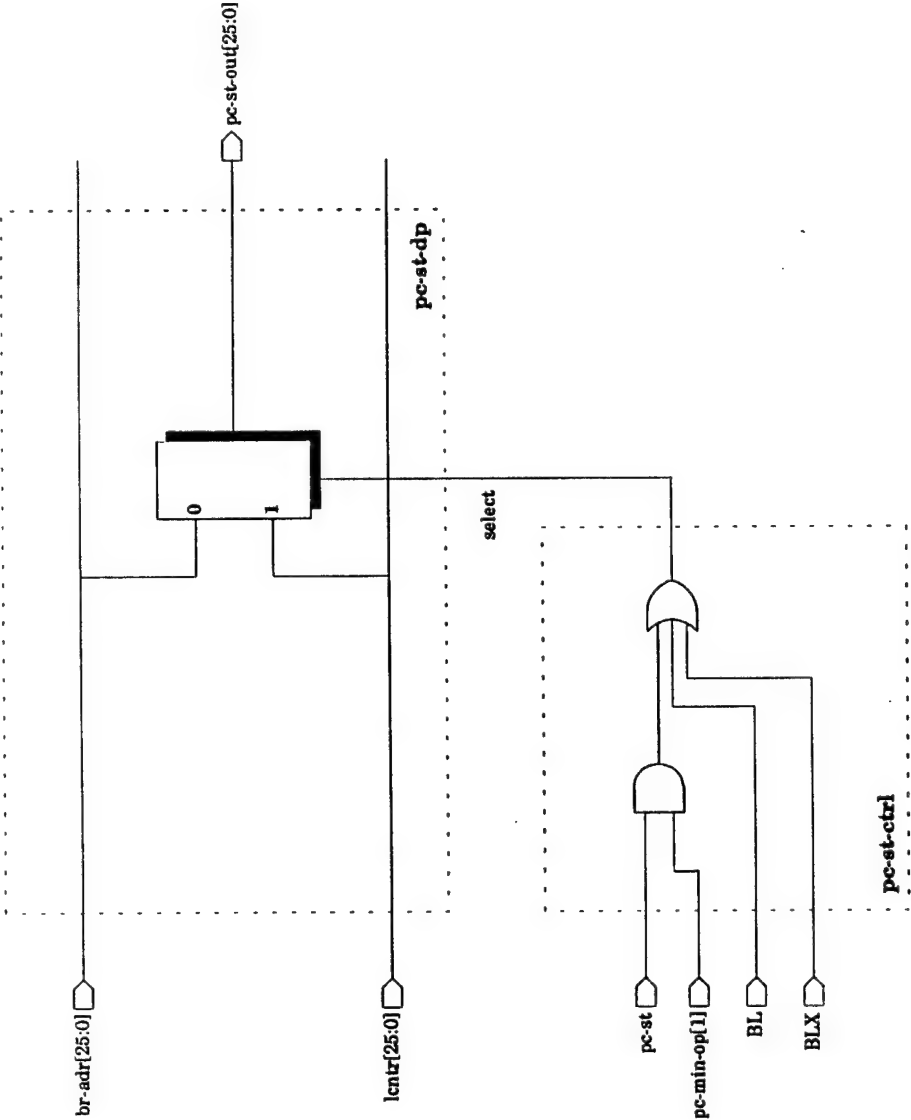 br-adr[25:0]
lcntr[25:0]
0
1
pc-st-out[25:0]
pc-st-dp
select
pc-st
pc-min-op[1]
BL
BLX
pc-st-ctrl